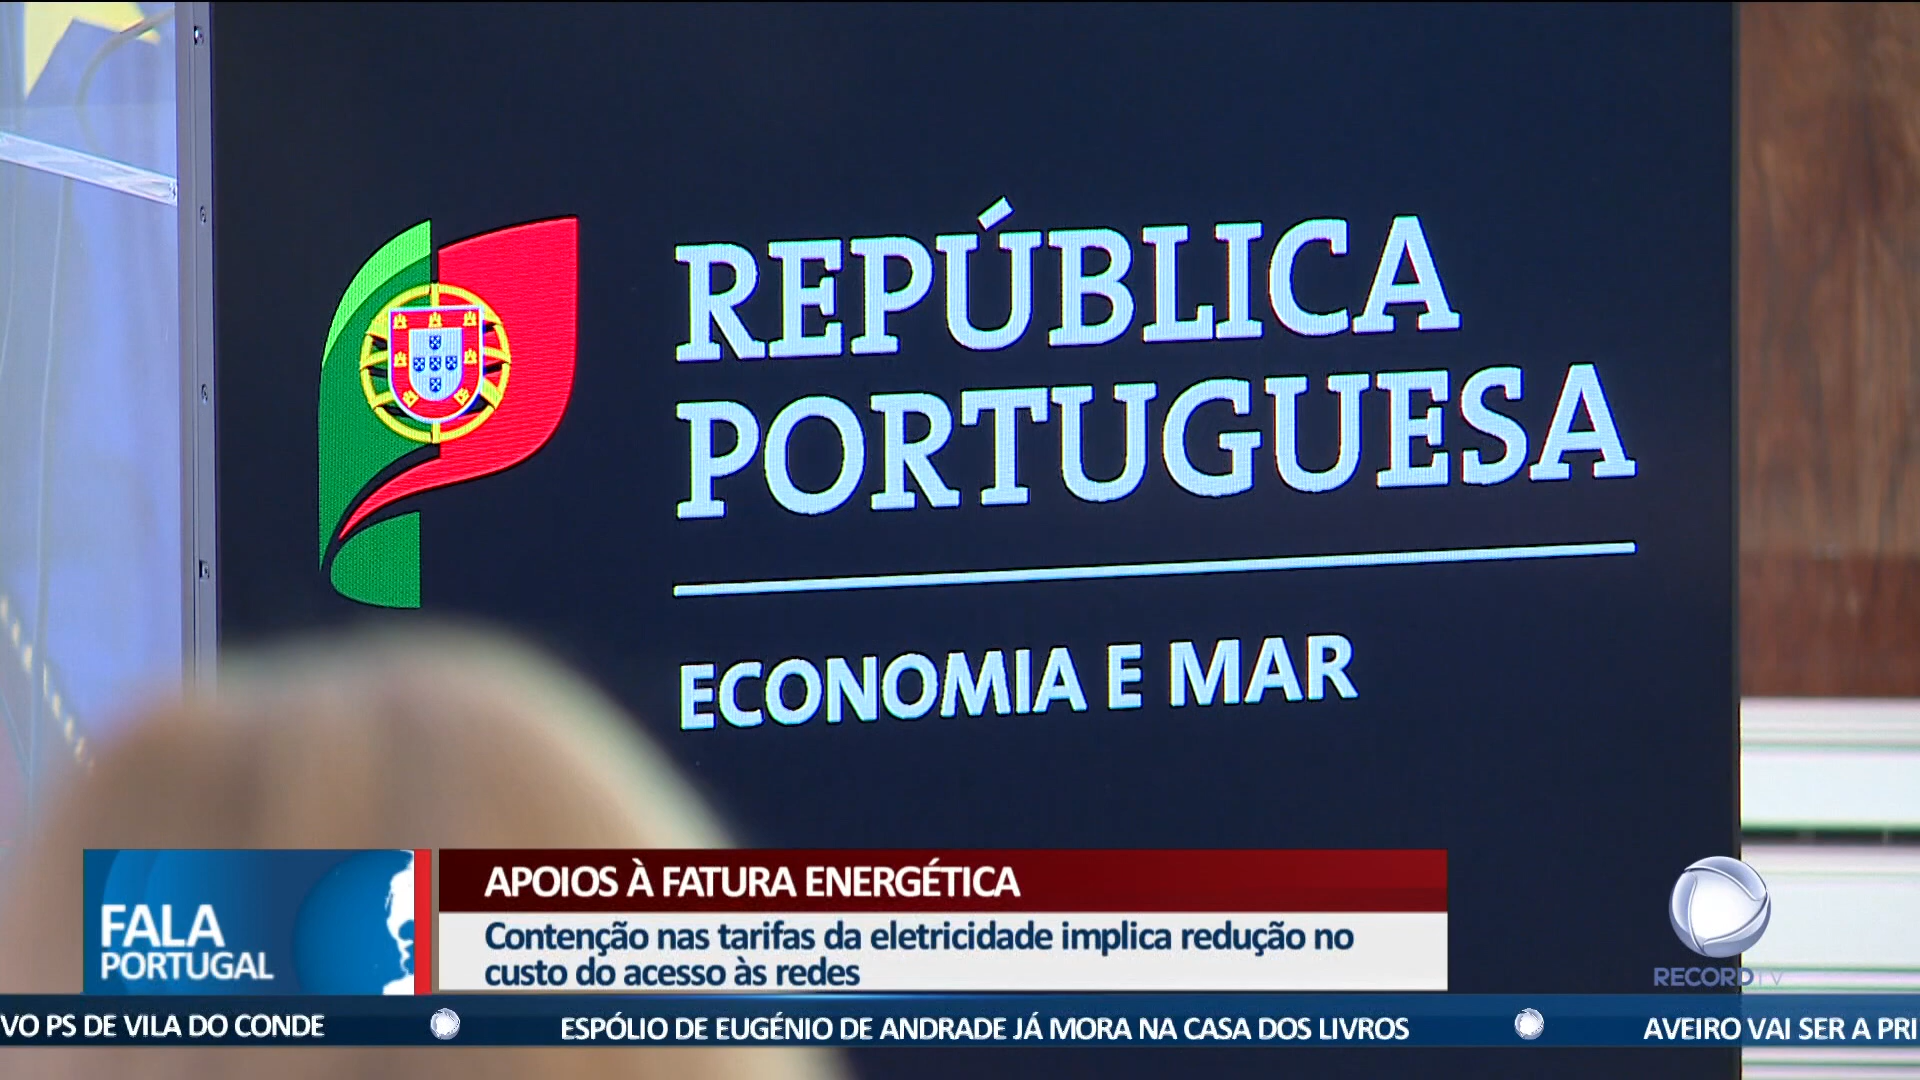 REPÚBLICA
PORTUGUESA
ECONOMIA E MAR
APOIOS À FATURA ENERGÉTICA
Contenção nas tarifas da eletricidade implica redução no
custo do acesso às redes
FALA
PORTUGAL
RECORD TV
VO PS DE VILA DO CONDE
ESPÓLIO DE EUGÉNIO DE ANDRADE JÁ MORA NA CASA DOS LIVROS
AVEIRO VAI SER A PRI